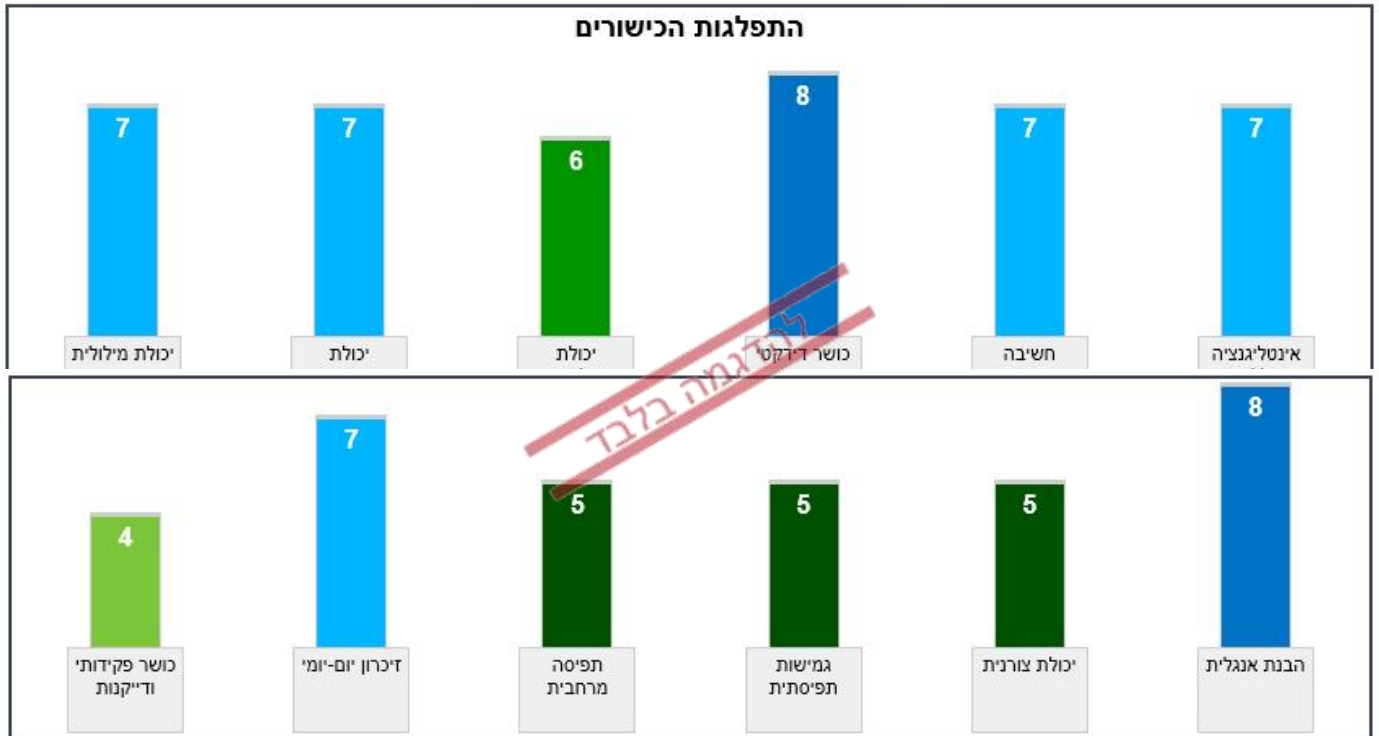 התפלגות הכישורים
7
7
6
8
7
7
יכולת מילולית
יכולת
יכולת
כושר דידקטי
חשיבה
אינטליגנציה
להדגמה בלבד
4
7
5
5
5
8
כושר פקידותי
ודייקנות
זיכרון יום-יומי
תפיסה
מרחבית
גמישות
תפיסתית
יכולת צורנית
הבנת אנגלית